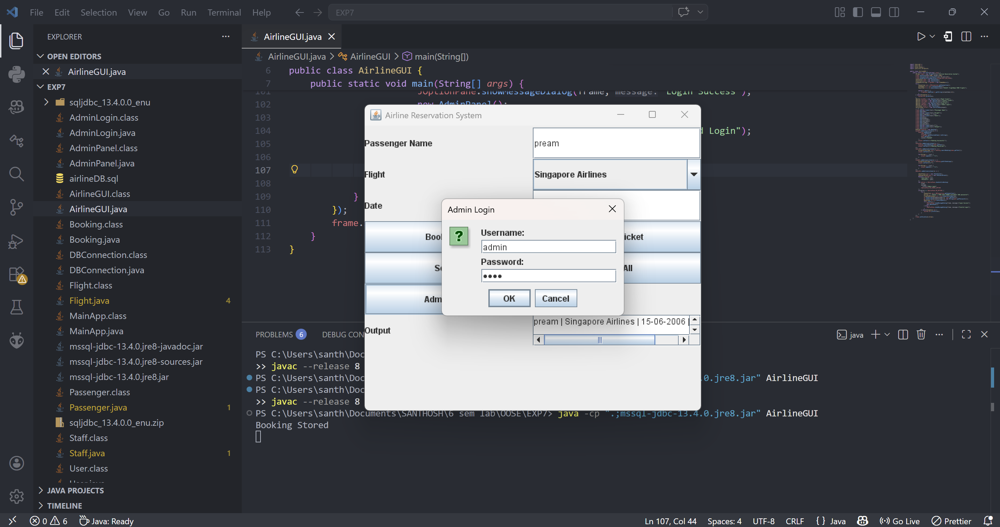 File Edit Selection View Go Run Terminal Help
EXP7
EXPLORER
OPEN EDITORS
AirlineGUI.java
EXP7
sqljdbc_13.4.0.0_enu
AdminLogin.class
AdminLogin.java
AdminPanel.class
AdminPanel.java
airlineDB.sql
AirlineGUI.class
AirlineGUI.java
Booking.class
Booking.java
DBConnection.class
DBConnection.java
Flight.class
Flight.java 4
MainApp.class
MainApp.java
mssql-jdbc-13.4.0.jre8-javadoc.jar
mssql-jdbc-13.4.0.jre8-sources.jar
mssql-jdbc-13.4.0.jre8.jar
Passenger.class
Passenger.java 1
sqljdbc_13.4.0.0_enu.zip
Staff.class
Staff.java 1
User.class
JAVA PROJECTS
TIMELINE
AirlineGUI.java
AirlineGUI.java > AirlineGUI > main(String[])
6 public class AirlineGUI {
7 public static void main(String[] args) {
101 JOptionPane.showMessageDialog(frame, message: "Login Success");
102 new AdminPanel();
103
104 d Login");
105
106
107
108
109 }
110 });
111 frame.
112 }
113 }
Airline Reservation System
Passenger Name
pream
Flight
Singapore Airlines
Date
Boo
icket
Se
All
Adm
Output
pream | Singapore Airlines | 15-06-2006 |
Admin Login
Username:
admin
Password:
••••
OK Cancel
PROBLEMS 6 DEBUG CON
java
PS C:\Users\santh\Doc
>> javac --release 8
PS C:\Users\santh\Doc .0.jre8.jar" AirlineGUI
PS C:\Users\santh\Doc
>> javac --release 8
PS C:\Users\santh\Documents\SANTHOSH\6 sem lab\OOSE\EXP7> java -cp ".;mssql-jdbc-13.4.0.jre8.jar" AirlineGUI
Booking Stored
0 6 Java: Ready
Ln 107, Col 44 Spaces: 4 UTF-8 CRLF {} Java Go Live Prettier